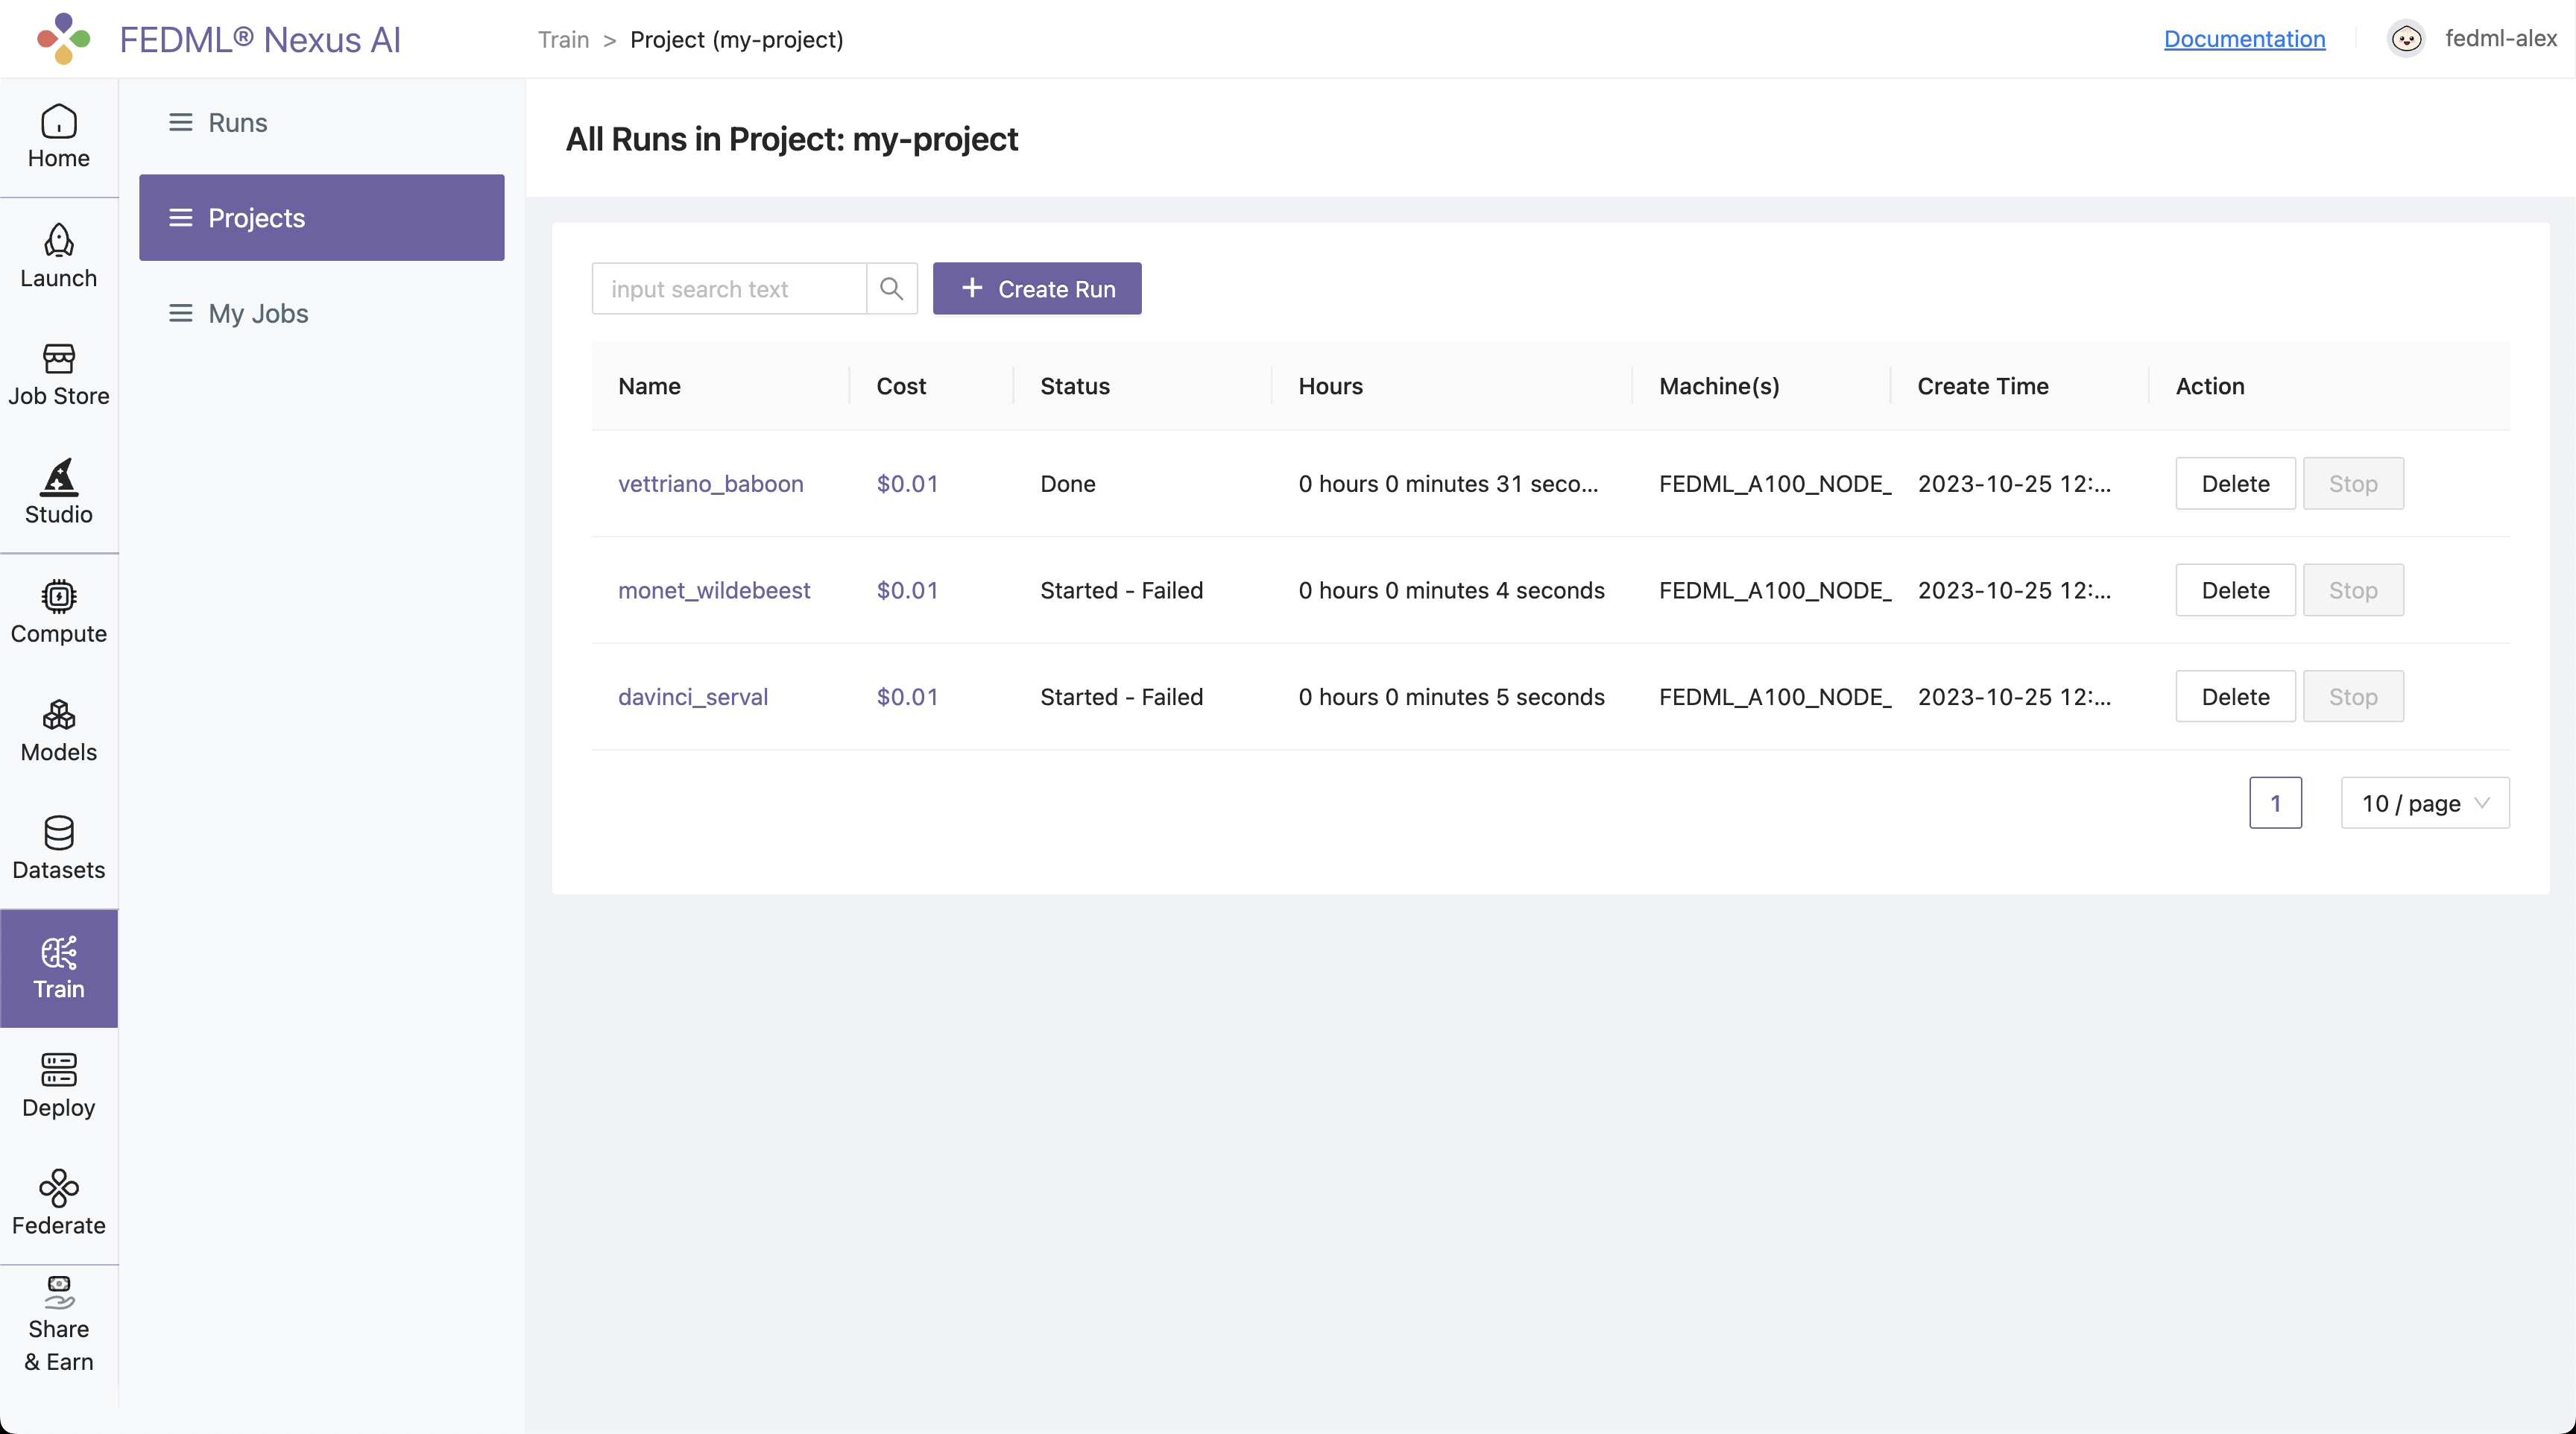 FEDML® Nexus AI
Train > Project (my-project)
Documentation
fedml-alex
Home
Launch
Job Store
Studio
Compute
Models
Datasets
Train
Deploy
Federate
Share
& Earn
Runs
Projects
My Jobs
All Runs in Project: my-project
input search text
+ Create Run
Name Cost Status Hours Machine(s) Create Time Action
vettriano_baboon $0.01 Done 0 hours 0 minutes 31 seco... FEDML_A100_NODE_ 2023-10-25 12:... Delete Stop
monet_wildebeest $0.01 Started - Failed 0 hours 0 minutes 4 seconds FEDML_A100_NODE_ 2023-10-25 12:... Delete Stop
davinci_serval $0.01 Started - Failed 0 hours 0 minutes 5 seconds FEDML_A100_NODE_ 2023-10-25 12:... Delete Stop
1 10 / page